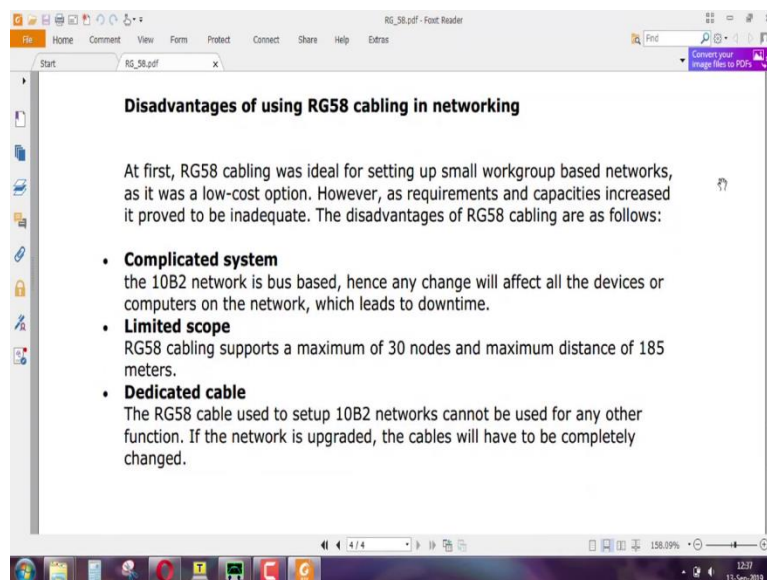 RG_58.pdf - Foxit Reader
File Home Comment View Form Protect Connect Share Help Extras Find
Start RG_58.pdf x Convert your
image files to PDFs
Disadvantages of using RG58 cabling in networking
At first, RG58 cabling was ideal for setting up small workgroup based networks,
as it was a low-cost option. However, as requirements and capacities increased
it proved to be inadequate. The disadvantages of RG58 cabling are as follows:
• Complicated system
the 10B2 network is bus based, hence any change will affect all the devices or
computers on the network, which leads to downtime.
• Limited scope
RG58 cabling supports a maximum of 30 nodes and maximum distance of 185
meters.
• Dedicated cable
The RG58 cable used to setup 10B2 networks cannot be used for any other
function. If the network is upgraded, the cables will have to be completely
changed.
4/4 158.09%
12:37
13-Sep-2019